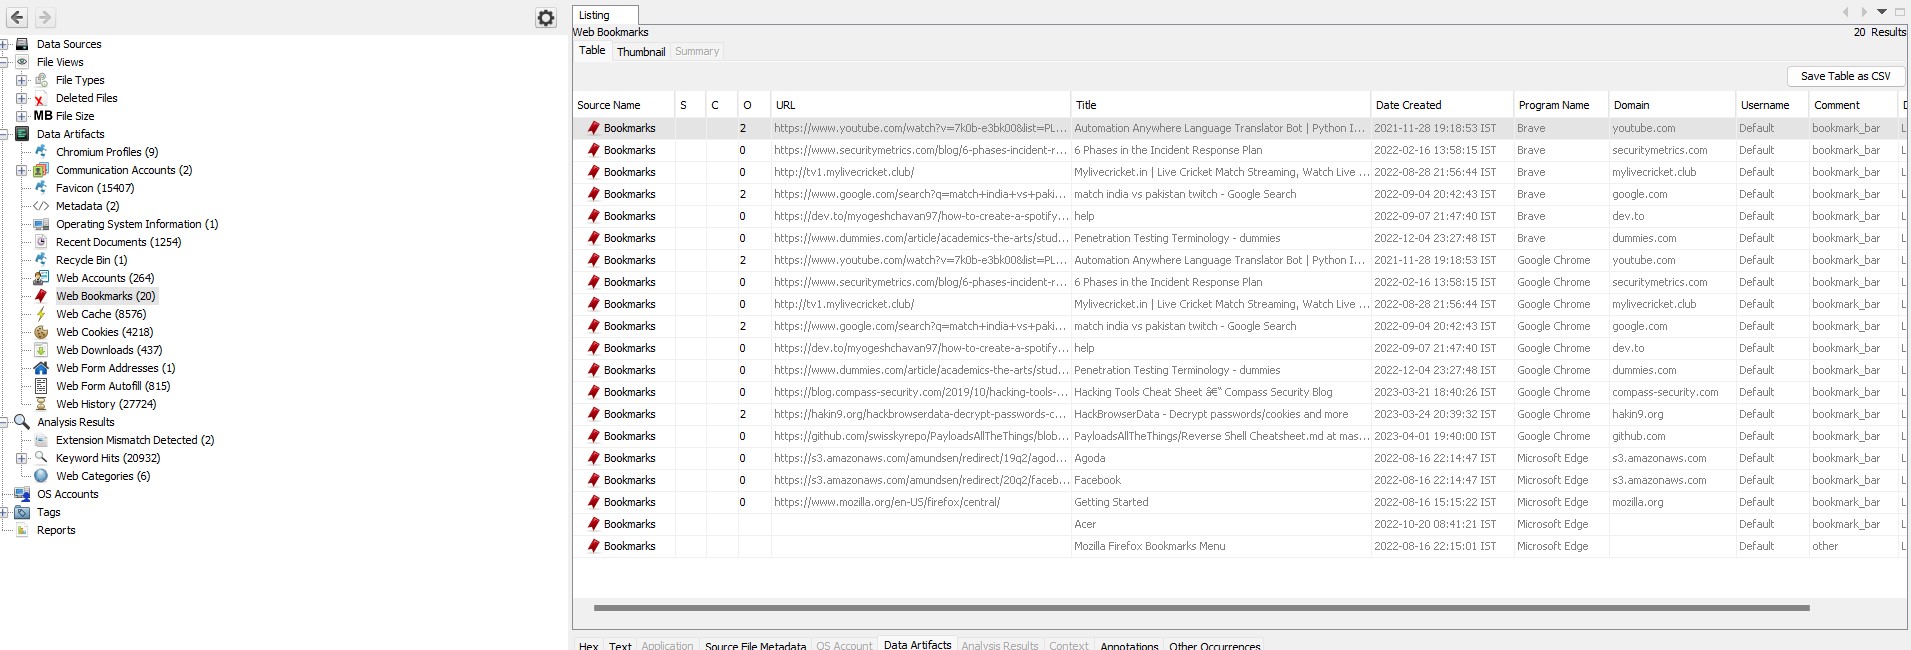 Data Sources
File Views
File Types
Deleted Files
MB File Size
Data Artifacts
Chromium Profiles (9)
Communication Accounts (2)
Favicon (15407)
Metadata (2)
Operating System Information (1)
Recent Documents (1254)
Recycle Bin (1)
Web Accounts (264)
Web Bookmarks (20)
Web Cache (8576)
Web Cookies (4218)
Web Downloads (437)
Web Form Addresses (1)
Web Form Autofill (815)
Web History (27724)
Analysis Results
Extension Mismatch Detected (2)
Keyword Hits (20932)
Web Categories (6)
OS Accounts
Tags
Reports
Listing
Web Bookmarks 20 Results
Table Thumbnail Summary
Save Table as CSV
Source Name S C O URL Title Date Created Program Name Domain Username Comment D
Bookmarks 2 https://www.youtube.com/watch?v=7k0b-e3bk00&list=PL... Automation Anywhere Language Translator Bot | Python I... 2021-11-28 19:18:53 IST Brave youtube.com Default bookmark_bar L
Bookmarks 0 https://www.securitymetrics.com/blog/6-phases-incident-r... 6 Phases in the Incident Response Plan 2022-02-16 13:58:15 IST Brave securitymetrics.com Default bookmark_bar L
Bookmarks 0 http://tv1.mylivecricket.club/ Mylivecricket.in | Live Cricket Match Streaming, Watch Live ... 2022-08-28 21:56:44 IST Brave mylivecricket.club Default bookmark_bar L
Bookmarks 2 https://www.google.com/search?q=match+india+vs+paki... match india vs pakistan twitch - Google Search 2022-09-04 20:42:43 IST Brave google.com Default bookmark_bar L
Bookmarks 0 https://dev.to/myogeshchavan97/how-to-create-a-spotify... help 2022-09-07 21:47:40 IST Brave dev.to Default bookmark_bar L
Bookmarks 0 https://www.dummies.com/article/academics-the-arts/stud... Penetration Testing Terminology - dummies 2022-12-04 23:27:48 IST Brave dummies.com Default bookmark_bar L
Bookmarks 2 https://www.youtube.com/watch?v=7k0b-e3bk00&list=PL... Automation Anywhere Language Translator Bot | Python I... 2021-11-28 19:18:53 IST Google Chrome youtube.com Default bookmark_bar L
Bookmarks 0 https://www.securitymetrics.com/blog/6-phases-incident-r... 6 Phases in the Incident Response Plan 2022-02-16 13:58:15 IST Google Chrome securitymetrics.com Default bookmark_bar L
Bookmarks 0 http://tv1.mylivecricket.club/ Mylivecricket.in | Live Cricket Match Streaming, Watch Live ... 2022-08-28 21:56:44 IST Google Chrome mylivecricket.club Default bookmark_bar L
Bookmarks 2 https://www.google.com/search?q=match+india+vs+paki... match india vs pakistan twitch - Google Search 2022-09-04 20:42:43 IST Google Chrome google.com Default bookmark_bar L
Bookmarks 0 https://dev.to/myogeshchavan97/how-to-create-a-spotify... help 2022-09-07 21:47:40 IST Google Chrome dev.to Default bookmark_bar L
Bookmarks 0 https://www.dummies.com/article/academics-the-arts/stud... Penetration Testing Terminology - dummies 2022-12-04 23:27:48 IST Google Chrome dummies.com Default bookmark_bar L
Bookmarks 0 https://blog.compass-security.com/2019/10/hacking-tools-... Hacking Tools Cheat Sheet â€“ Compass Security Blog 2023-03-21 18:40:26 IST Google Chrome compass-security.com Default bookmark_bar L
Bookmarks 2 https://hakin9.org/hackbrowserdata-decrypt-passwords-c... HackBrowserData - Decrypt passwords/cookies and more 2023-03-24 20:39:32 IST Google Chrome hakin9.org Default bookmark_bar L
Bookmarks 0 https://github.com/swisskyrepo/PayloadsAllTheThings/blob... PayloadsAllTheThings/Reverse Shell Cheatsheet.md at mas... 2023-04-01 19:40:00 IST Google Chrome github.com Default bookmark_bar L
Bookmarks 0 https://s3.amazonaws.com/amundsen/redirect/19q2/agod... Agoda 2022-08-16 22:14:47 IST Microsoft Edge s3.amazonaws.com Default bookmark_bar L
Bookmarks 0 https://s3.amazonaws.com/amundsen/redirect/20q2/faceb... Facebook 2022-08-16 22:14:47 IST Microsoft Edge s3.amazonaws.com Default bookmark_bar L
Bookmarks 0 https://www.mozilla.org/en-US/firefox/central/ Getting Started 2022-08-16 15:15:22 IST Microsoft Edge mozilla.org Default bookmark_bar L
Bookmarks Acer 2022-10-20 08:41:21 IST Microsoft Edge Default bookmark_bar L
Bookmarks Mozilla Firefox Bookmarks Menu 2022-08-16 22:15:01 IST Microsoft Edge Default other L
Hex Text Application Source File Metadata OS Account Data Artifacts Analysis Results Context Annotations Other Occurrences